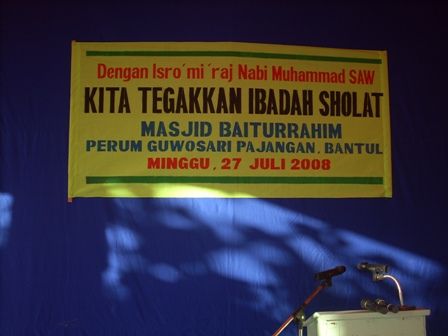 Dengan Isro'mi'raj Nabi Muhammad SAW
KITA TEGAKKAN IBADAH SHOLAT
MASJID BAITURRAHIM
PERUM GUWOSARI PAJANGAN, BANTUL
MINGGU, 27 JULI 2008